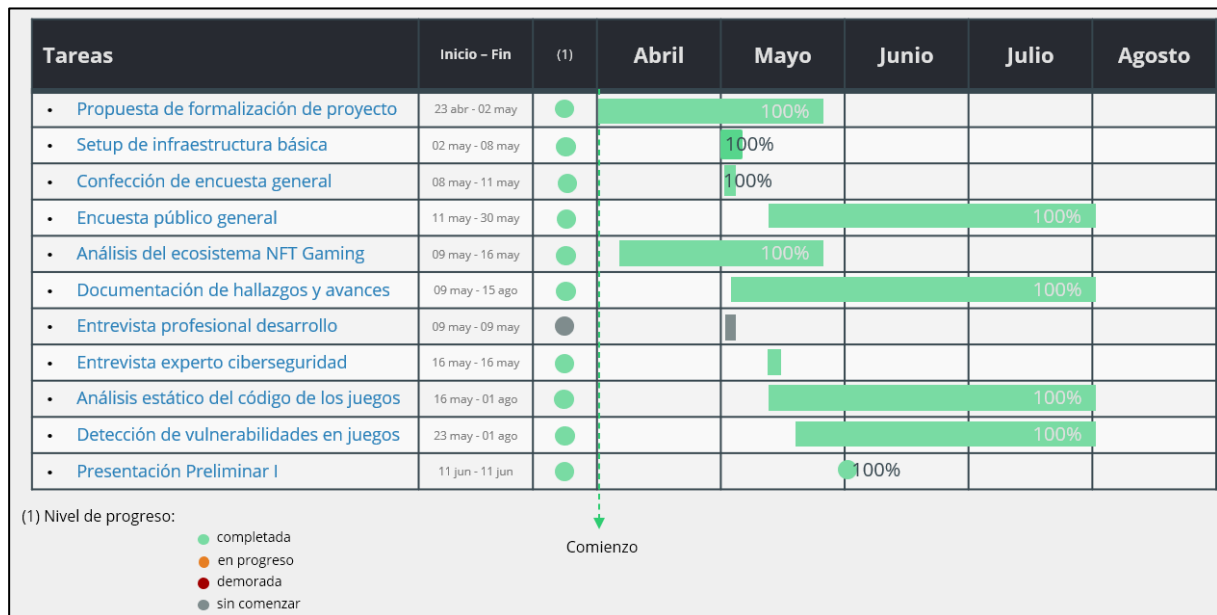 Tareas Inicio – Fin (1) Abril Mayo Junio Julio Agosto
• Propuesta de formalización de proyecto 23 abr - 02 may 100%
• Setup de infraestructura básica 02 may - 08 may 100%
• Confección de encuesta general 08 may - 11 may 100%
• Encuesta público general 11 may - 30 may 100%
• Análisis del ecosistema NFT Gaming 09 may - 16 may 100%
• Documentación de hallazgos y avances 09 may - 15 ago 100%
• Entrevista profesional desarrollo 09 may - 09 may
• Entrevista experto ciberseguridad 16 may - 16 may
• Análisis estático del código de los juegos 16 may - 01 ago 100%
• Detección de vulnerabilidades en juegos 23 may - 01 ago 100%
• Presentación Preliminar I 11 jun - 11 jun 100%
(1) Nivel de progreso:
completada
en progreso
demorada
sin comenzar
Comienzo